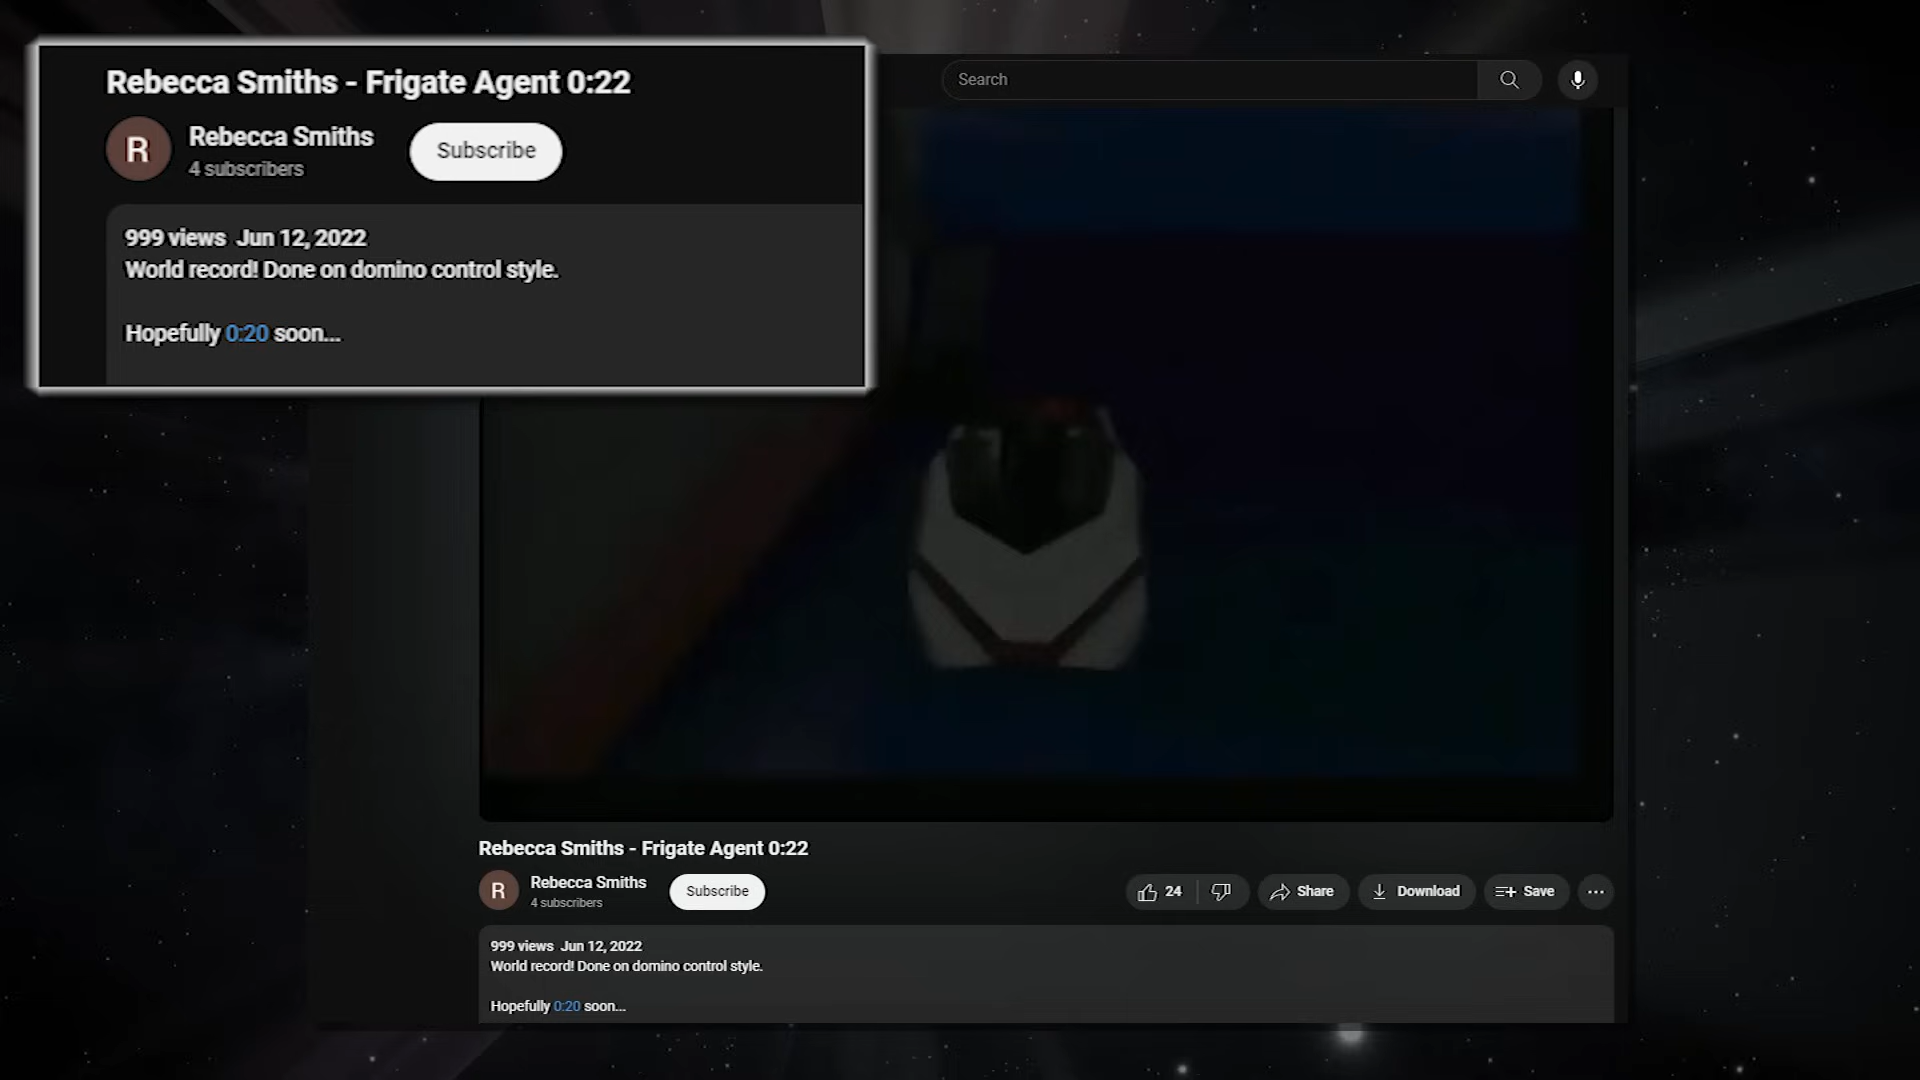 Rebecca Smiths - Frigate Agent 0:22
R
Rebecca Smiths
4 subscribers
Subscribe
999 views Jun 12, 2022
World record! Done on domino control style.
Hopefully 0:20 soon...
Search
Rebecca Smiths - Frigate Agent 0:22
R
Rebecca Smiths
4 subscribers
Subscribe
24
Share
Download
Save
999 views Jun 12, 2022
World record! Done on domino control style.
Hopefully 0:20 soon...